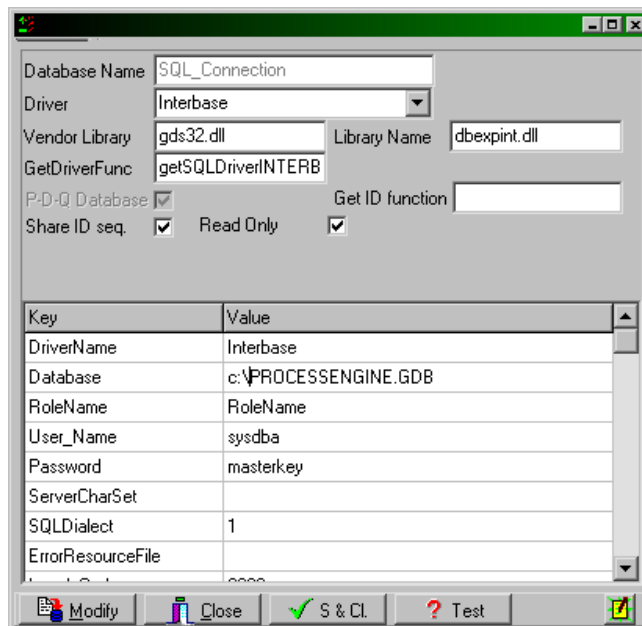 Database Name SQL_Connection
Driver Interbase
Vendor Library gds32.dll Library Name dbexpint.dll
GetDriverFunc getSQLDriverINTERB
P-D-Q Database Get ID function
Share ID seq. Read Only
Key Value
DriverName Interbase
Database c:\PROCESSENGINE.GDB
RoleName RoleName
User_Name sysdba
Password masterkey
ServerCharSet
SQLDialect 1
ErrorResourceFile
Modify Close S & Cl. Test